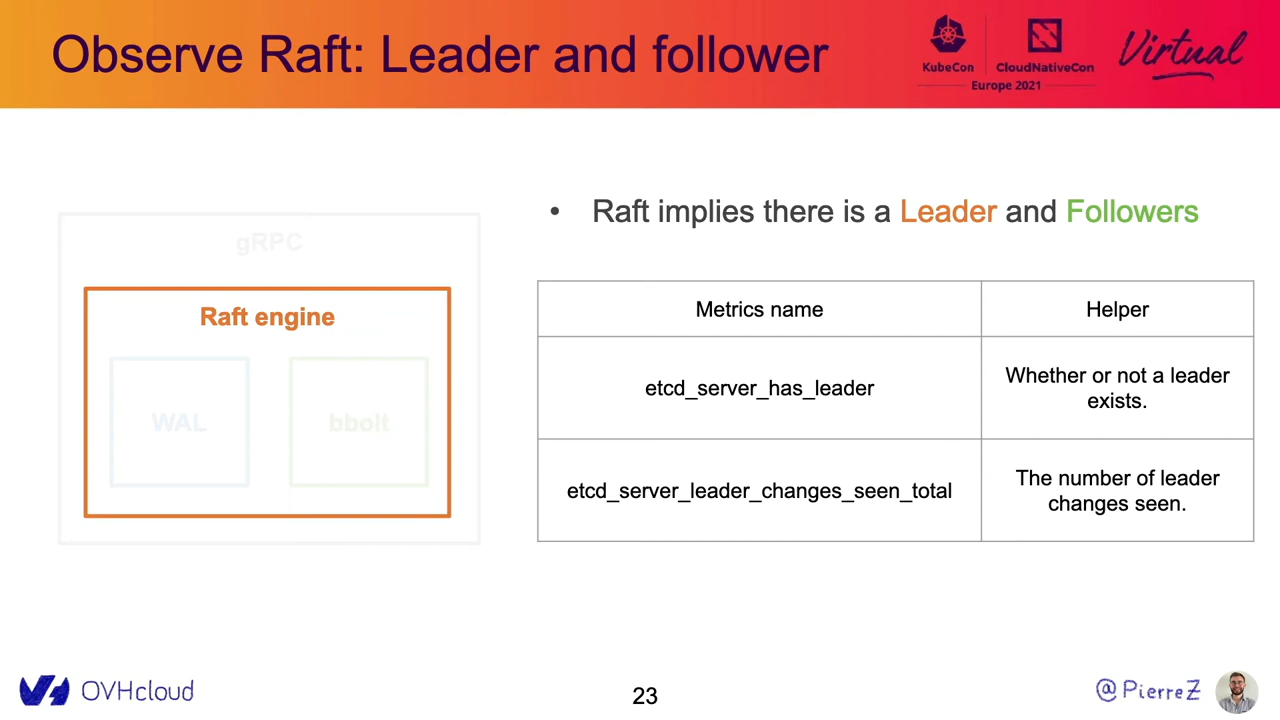 Observe Raft: Leader and follower
KubeCon
CloudNativeCon
Europe 2021
Virtual
• Raft implies there is a Leader and Followers
gRPC
Raft engine
WAL
bbolt
Metrics name
Helper
etcd_server_has_leader
Whether or not a leader
exists.
etcd_server_leader_changes_seen_total
The number of leader
changes seen.
OVHcloud
23
@PierreZ